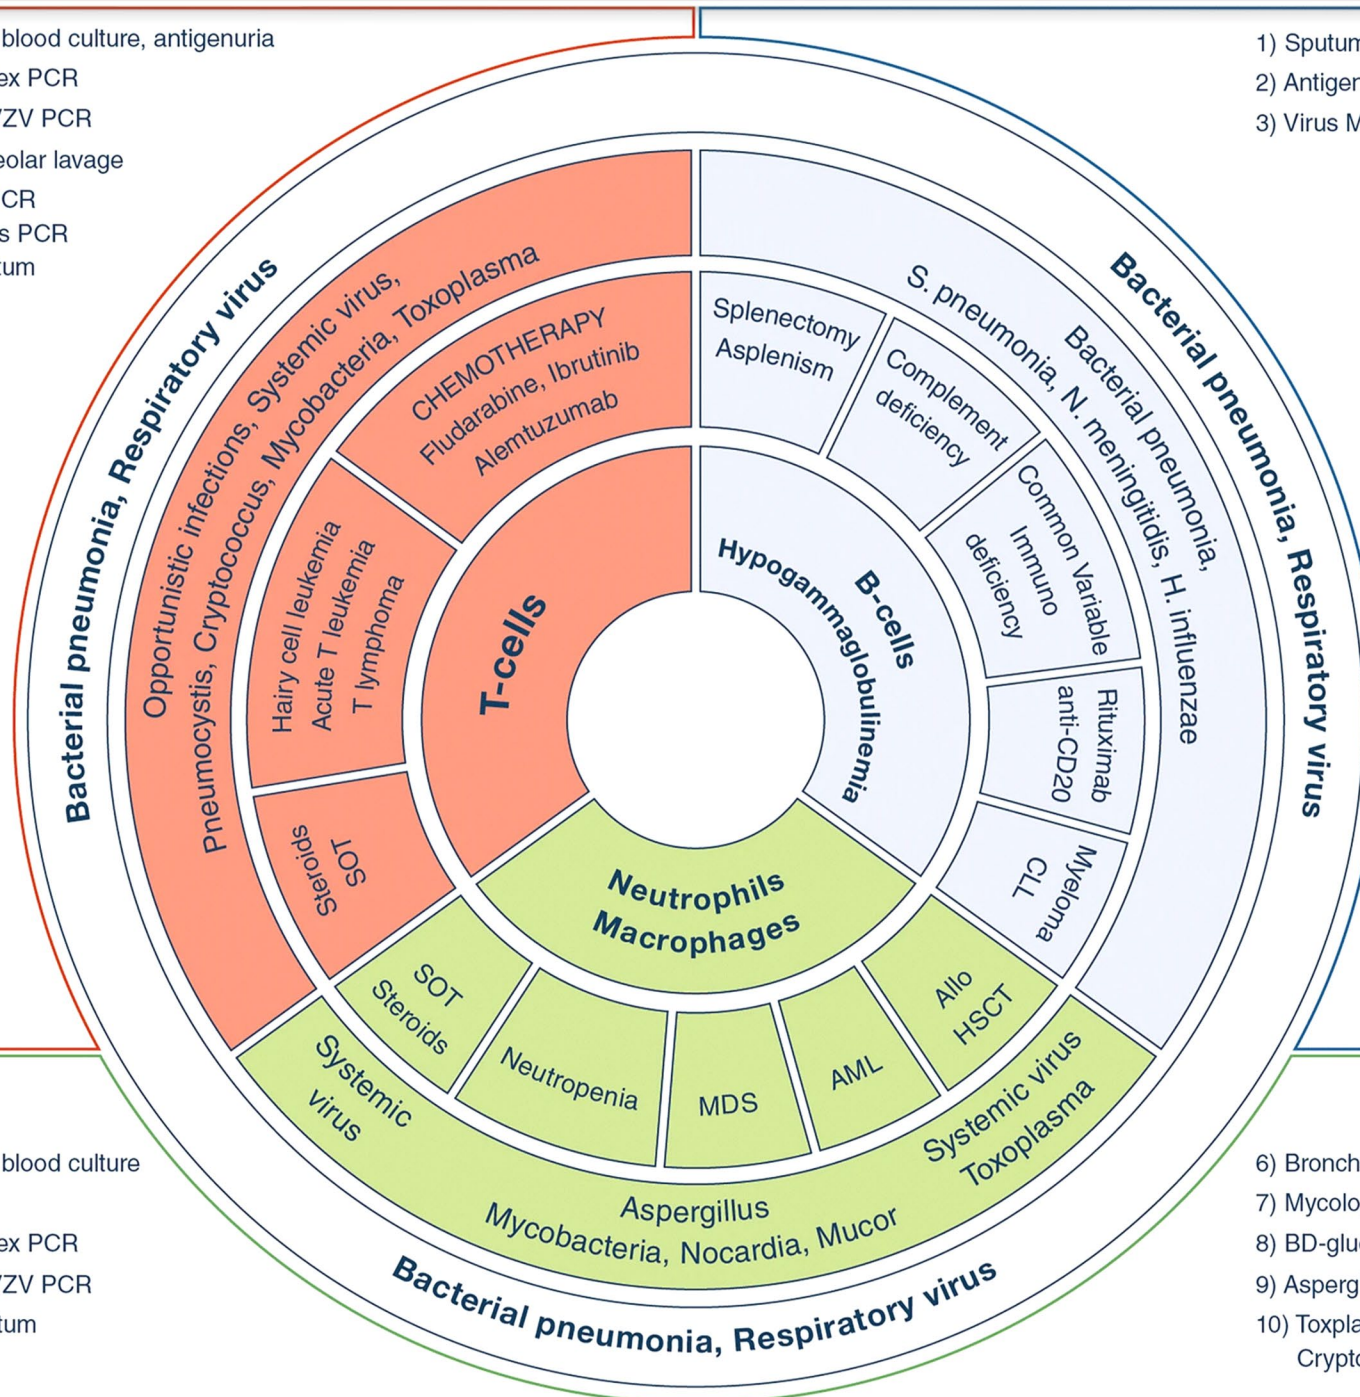 blood culture, antigenuria
ex PCR
VZV PCR
eolar lavage
CR
s PCR
tum
1) Sputum
2) Antigen
3) Virus M
Bacterial pneumonia, Respiratory virus
Opportunistic infections, Systemic virus,
Pneumocystis, Cryptococcus, Mycobacteria, Toxoplasma
CHEMOTHERAPY
Fludarabine, Ibrutinib
Alemtuzumab
Hairy cell leukemia
Acute T leukemia
T lymphoma
SOT
Steroids
T-cells
Bacterial pneumonia, Respiratory virus
Bacterial pneumonia,
S. pneumonia, N. meningitidis, H. influenzae
Splenectomy
Asplenism
Complement
deficiency
Common Variable
Immuno
deficiency
Rituximab
anti-CD20
Myeloma
CLL
B-cells
Hypogammaglobulinemia
Neutrophils
Macrophages
SOT
Steroids
Neutropenia
MDS
AML
Allo
HSCT
Systemic
virus
Aspergillus
Mycobacteria, Nocardia, Mucor
Systemic virus
Toxoplasma
Bacterial pneumonia, Respiratory virus
blood culture
ex PCR
VZV PCR
tum
6) Bronch
7) Mycolo
8) BD-glu
9) Asperg
10) Toxpla
Crypto